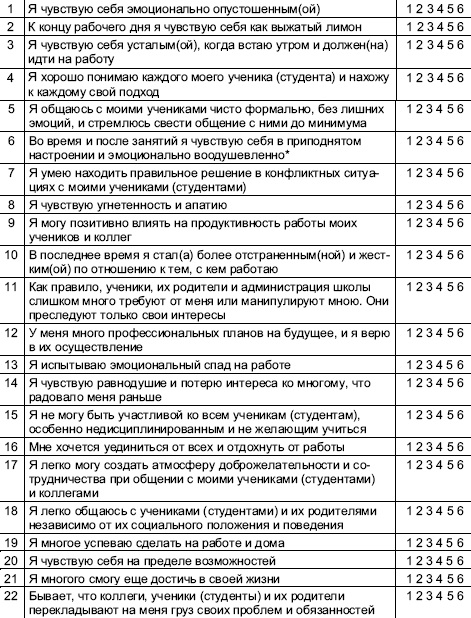 1 Я чувствую себя эмоционально опустошенным(ой) 1 2 3 4 5 6
2 К концу рабочего дня я чувствую себя как выжатый лимон 1 2 3 4 5 6
3 Я чувствую себя усталым(ой), когда встаю утром и должен(на) 1 2 3 4 5 6
идти на работу
4 Я хорошо понимаю каждого моего ученика (студента) и нахожу 1 2 3 4 5 6
к каждому свой подход
5 Я общаюсь с моими учениками чисто формально, без лишних 1 2 3 4 5 6
эмоций, и стремлюсь свести общение с ними до минимума
6 Во время и после занятий я чувствую себя в приподнятом 1 2 3 4 5 6
настроении и эмоционально воодушевленно*
7 Я умею находить правильное решение в конфликтных ситуа- 1 2 3 4 5 6
циях с моими учениками (студентами)
8 Я чувствую угнетенность и апатию 1 2 3 4 5 6
9 Я могу позитивно влиять на продуктивность работы моих 1 2 3 4 5 6
учеников и коллег
10 В последнее время я стал(а) более отстраненным(ной) и жест- 1 2 3 4 5 6
ким(ой) по отношению к тем, с кем работаю
11 Как правило, ученики, их родители и администрация школы 1 2 3 4 5 6
слишком много требуют от меня или манипулируют мною. Они
преследуют только свои интересы
12 У меня много профессиональных планов на будущее, и я верю 1 2 3 4 5 6
в их осуществление
13 Я испытываю эмоциональный спад на работе 1 2 3 4 5 6
14 Я чувствую равнодушие и потерю интереса ко многому, что 1 2 3 4 5 6
радовало меня раньше
15 Я не могу быть участливой ко всем ученикам (студентам), 1 2 3 4 5 6
особенно недисциплинированным и не желающим учиться
16 Мне хочется уединиться от всех и отдохнуть от работы 1 2 3 4 5 6
17 Я легко могу создать атмосферу доброжелательности и со- 1 2 3 4 5 6
трудничества при общении с моими учениками (студентами)
и коллегами
18 Я легко общаюсь с учениками (студентами) и их родителями 1 2 3 4 5 6
независимо от их социального положения и поведения
19 Я многое успеваю сделать на работе и дома 1 2 3 4 5 6
20 Я чувствую себя на пределе возможностей 1 2 3 4 5 6
21 Я многого смогу еще достичь в своей жизни 1 2 3 4 5 6
22 Бывает, что коллеги, ученики (студенты) и их родители 1 2 3 4 5 6
перекладывают на меня груз своих проблем и обязанностей